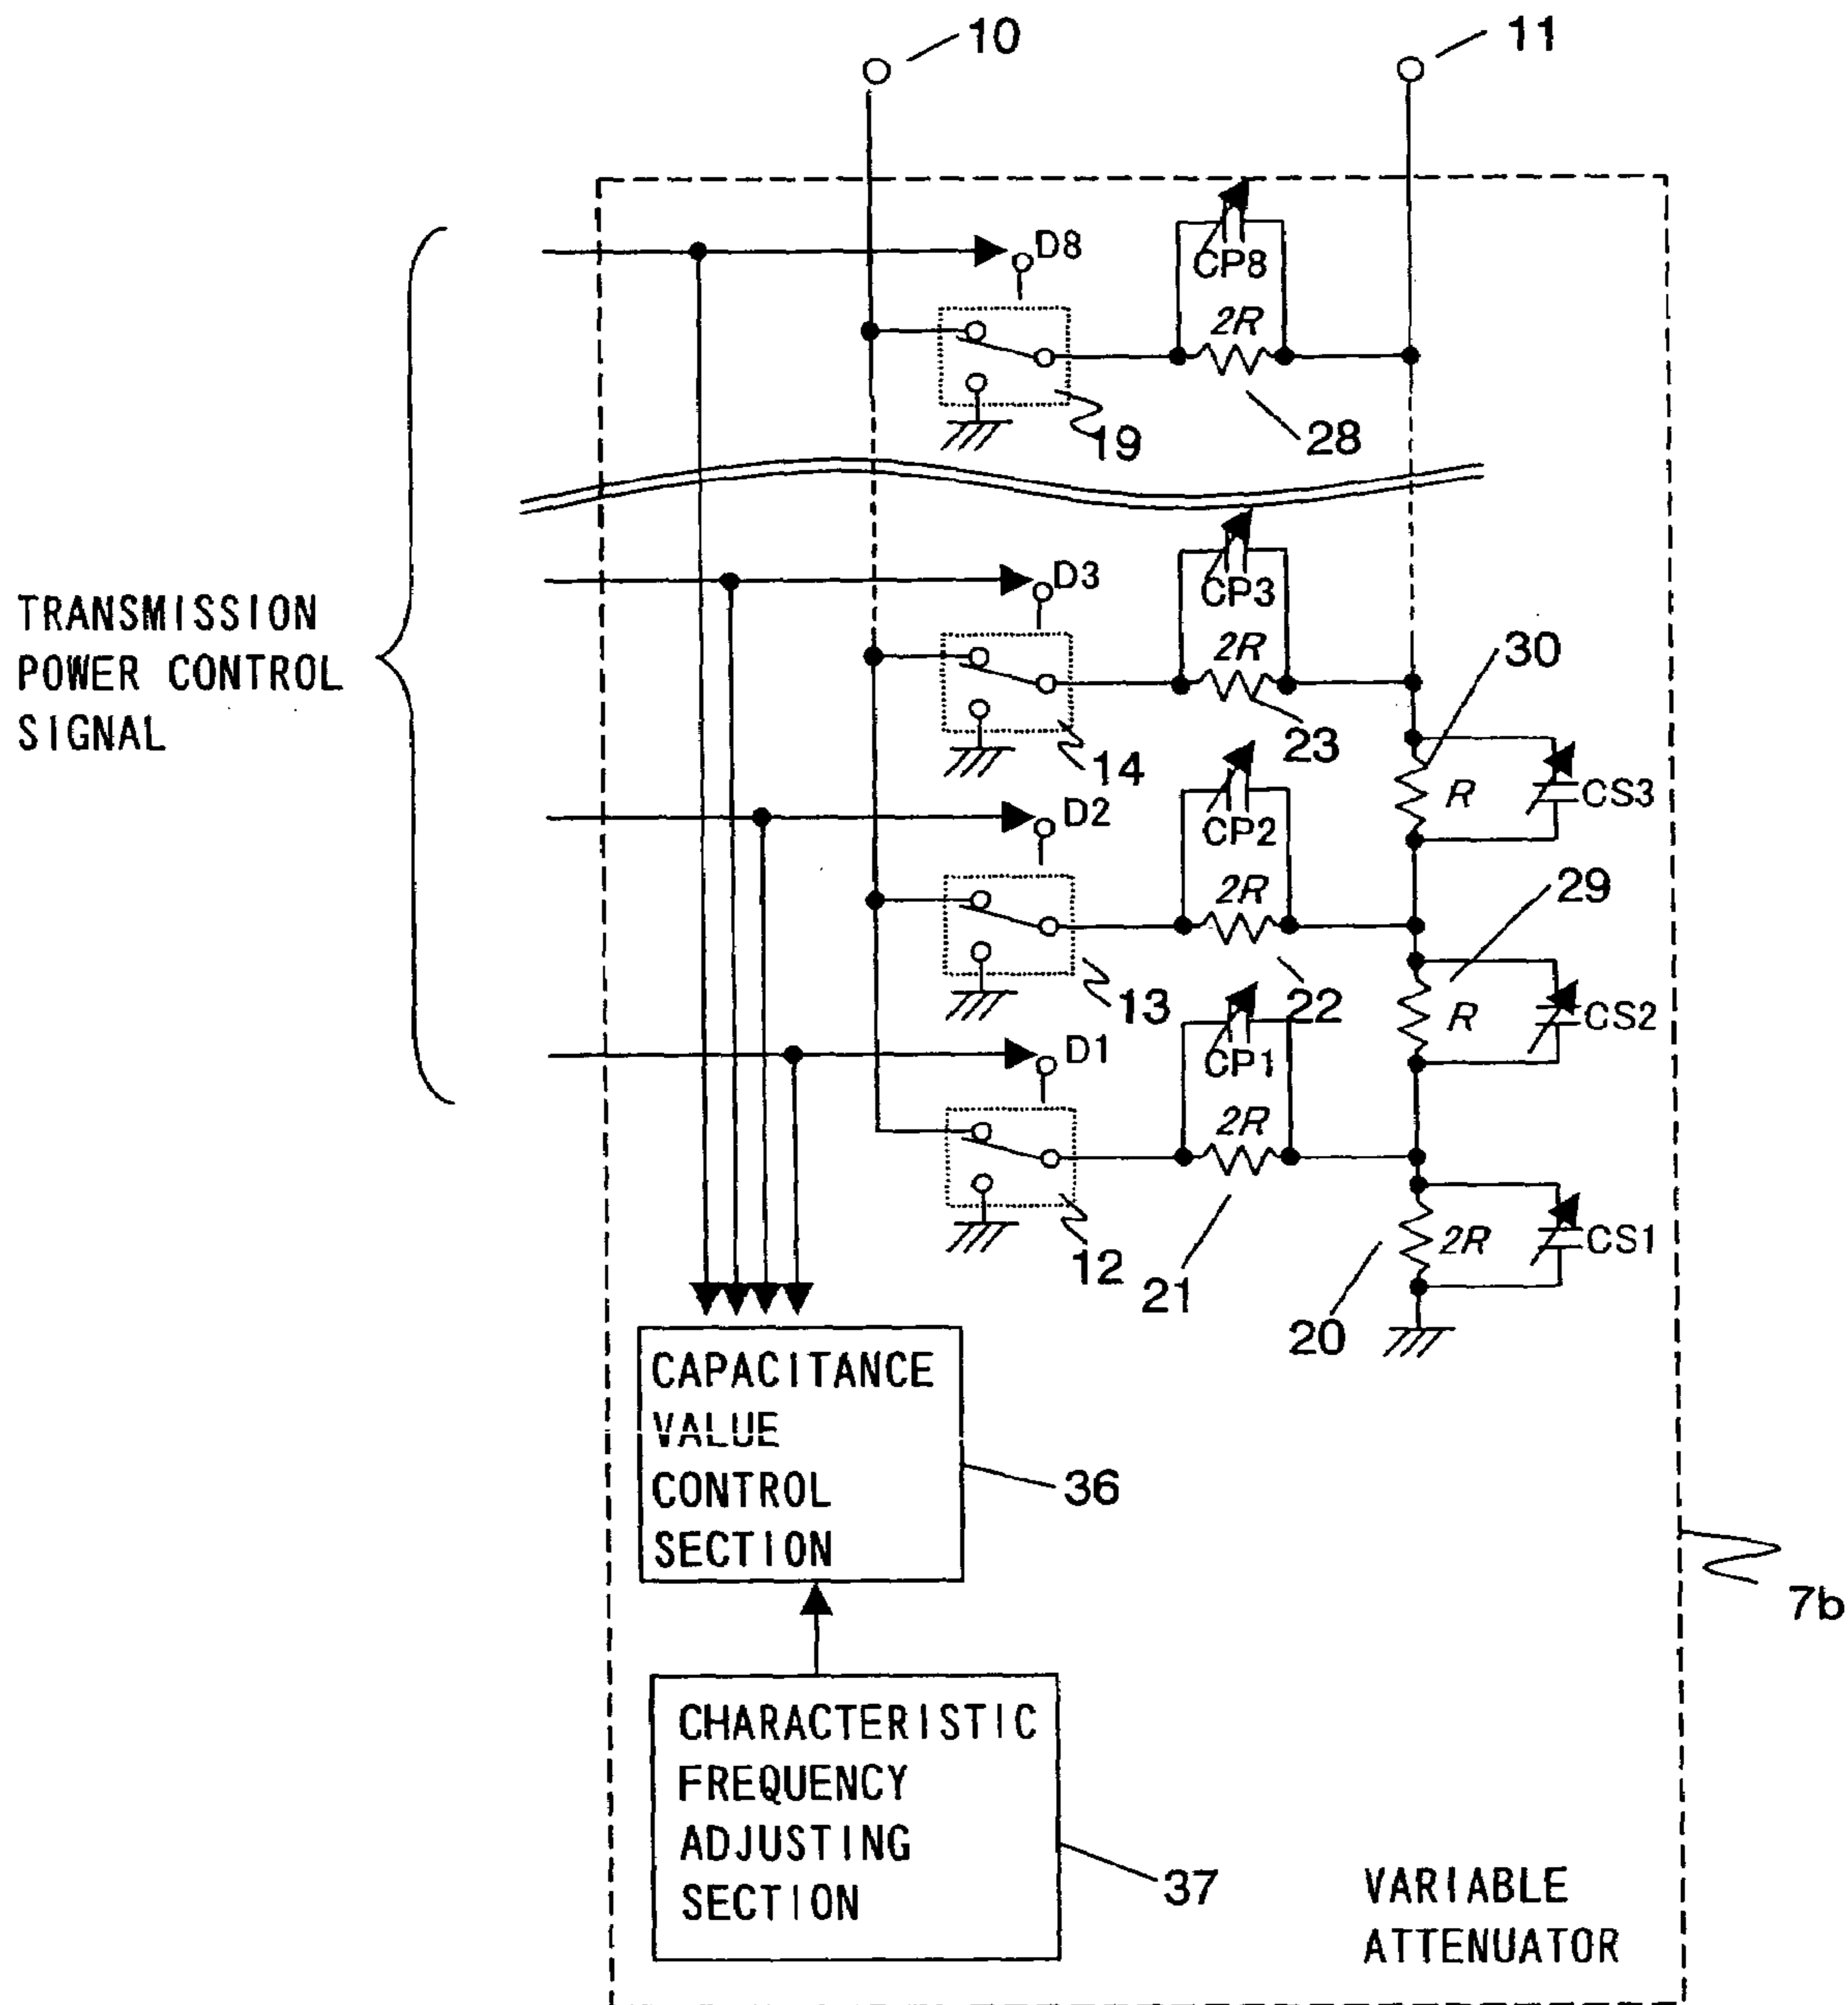 10
11
D8
CP8
2R
19
28
D3
CP3
2R
30
TRANSMISSION
POWER CONTROL
SIGNAL
23
14
R
CS3
D2
CP2
2R
29
13
22
R
CS2
D1
CP1
2R
12
21
2R
CS1
20
CAPACITANCE
VALUE
CONTROL
SECTION
36
7b
CHARACTERISTIC
FREQUENCY
ADJUSTING
SECTION
37
VARIABLE
ATTENUATOR